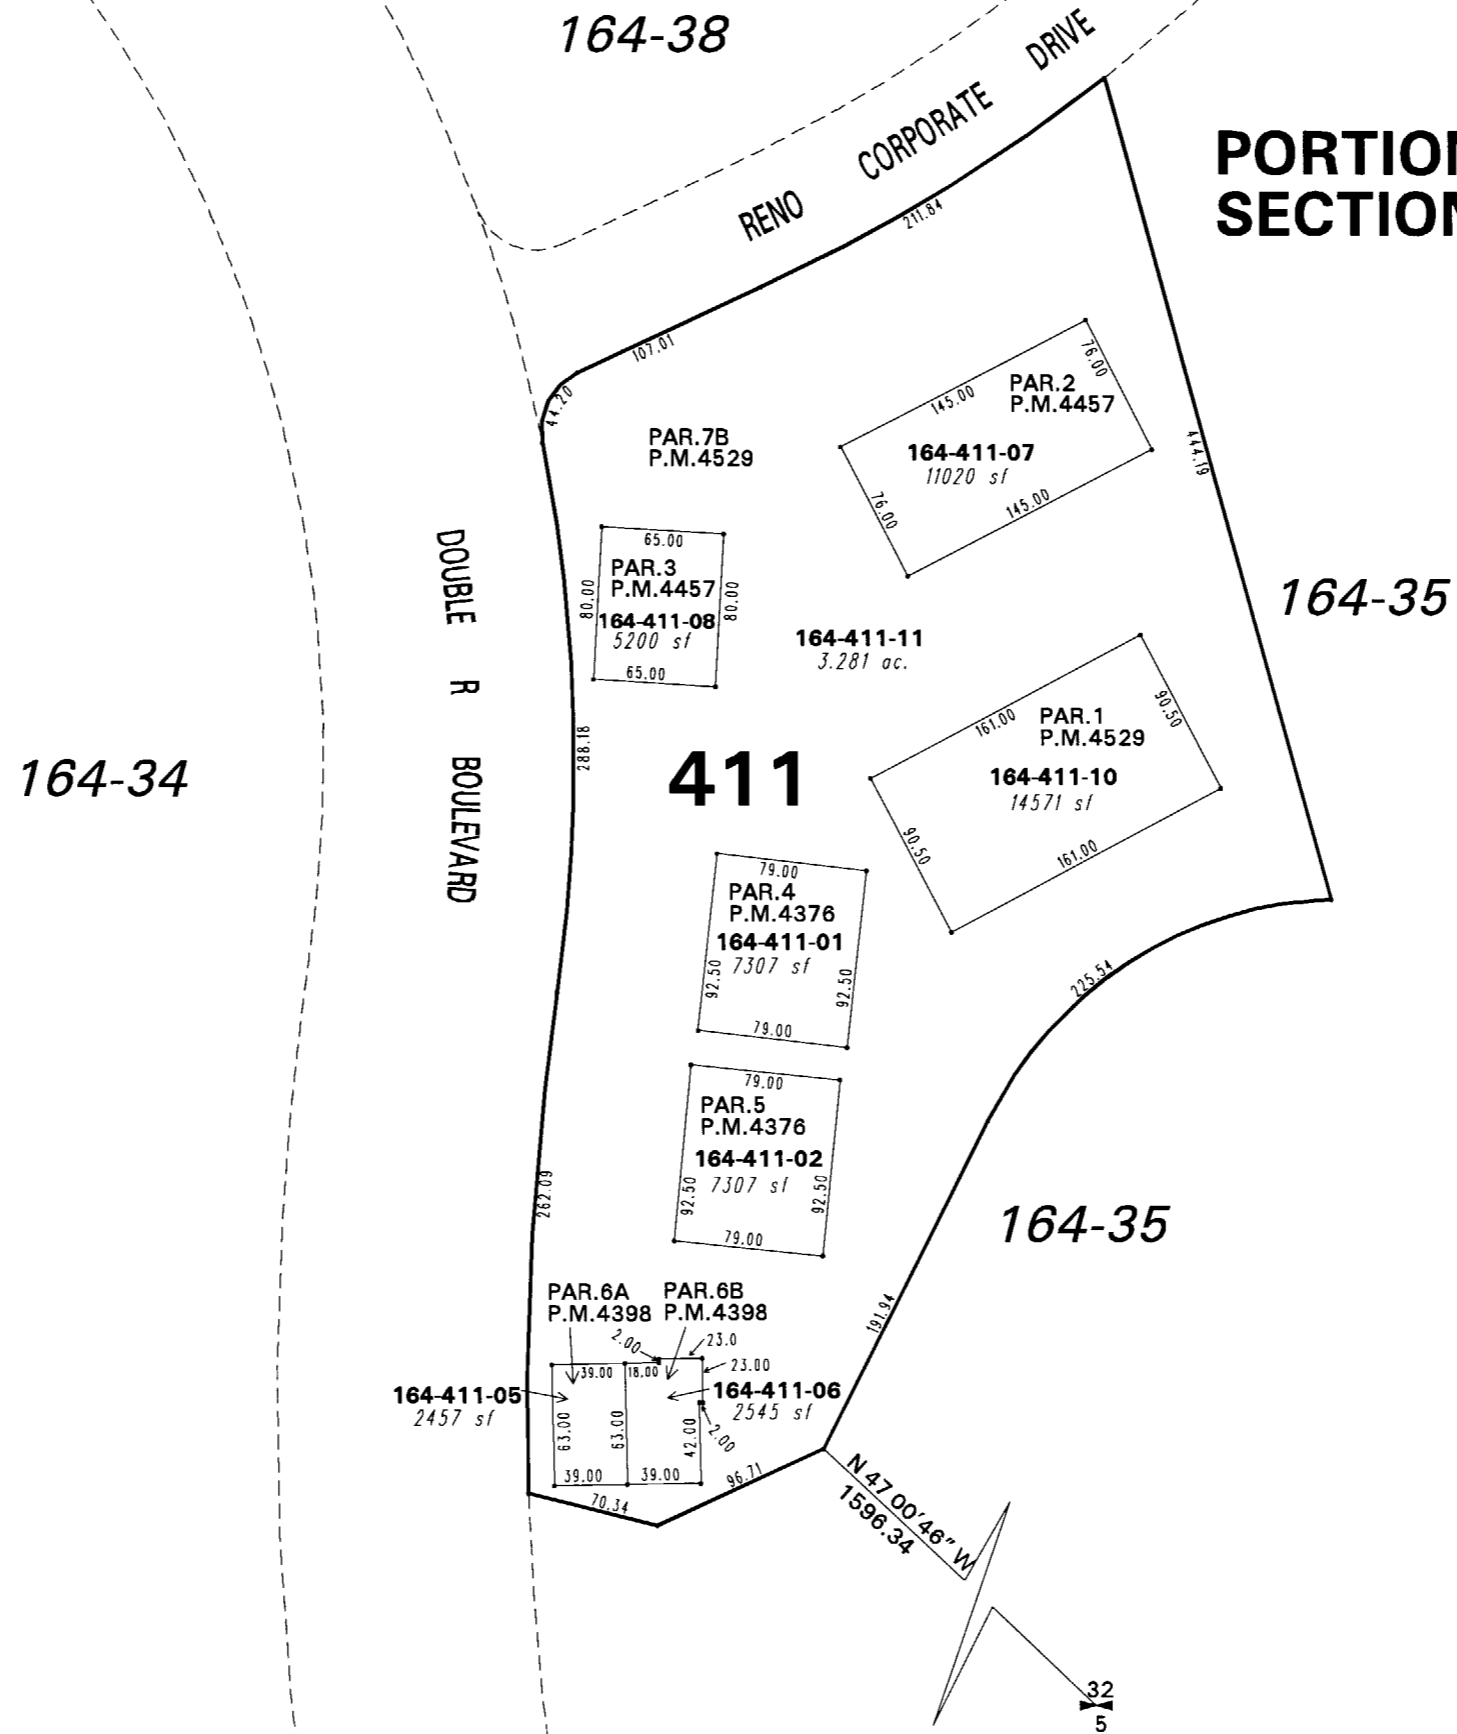 164-38
RENO CORPORATE DRIVE
PORTION
SECTION
211.84
107.01
44.20
PAR.7B
P.M.4529
76.00
PAR.2
P.M.4457
145.00
164-411-07
11020 sf
76.00
145.00
444.19
DOUBLE R BOULEVARD
65.00
PAR.3
P.M.4457
80.00
80.00
164-411-08
5200 sf
65.00
164-411-11
3.281 ac.
164-35
164-34
288.18
411
161.00
PAR.1
P.M.4529
90.50
164-411-10
14571 sf
90.50
161.00
79.00
PAR.4
P.M.4376
164-411-01
7307 sf
92.50
92.50
79.00
225.54
79.00
PAR.5
P.M.4376
164-411-02
7307 sf
92.50
92.50
79.00
262.09
164-35
191.94
PAR.6A
P.M.4398
PAR.6B
P.M.4398
2.00
23.0
23.00
39.00
18.00
164-411-05
2457 sf
164-411-06
2545 sf
63.00
63.00
42.00
2.00
39.00
39.00
70.34
96.71
N 47 00'46" W
1596.34
32
5